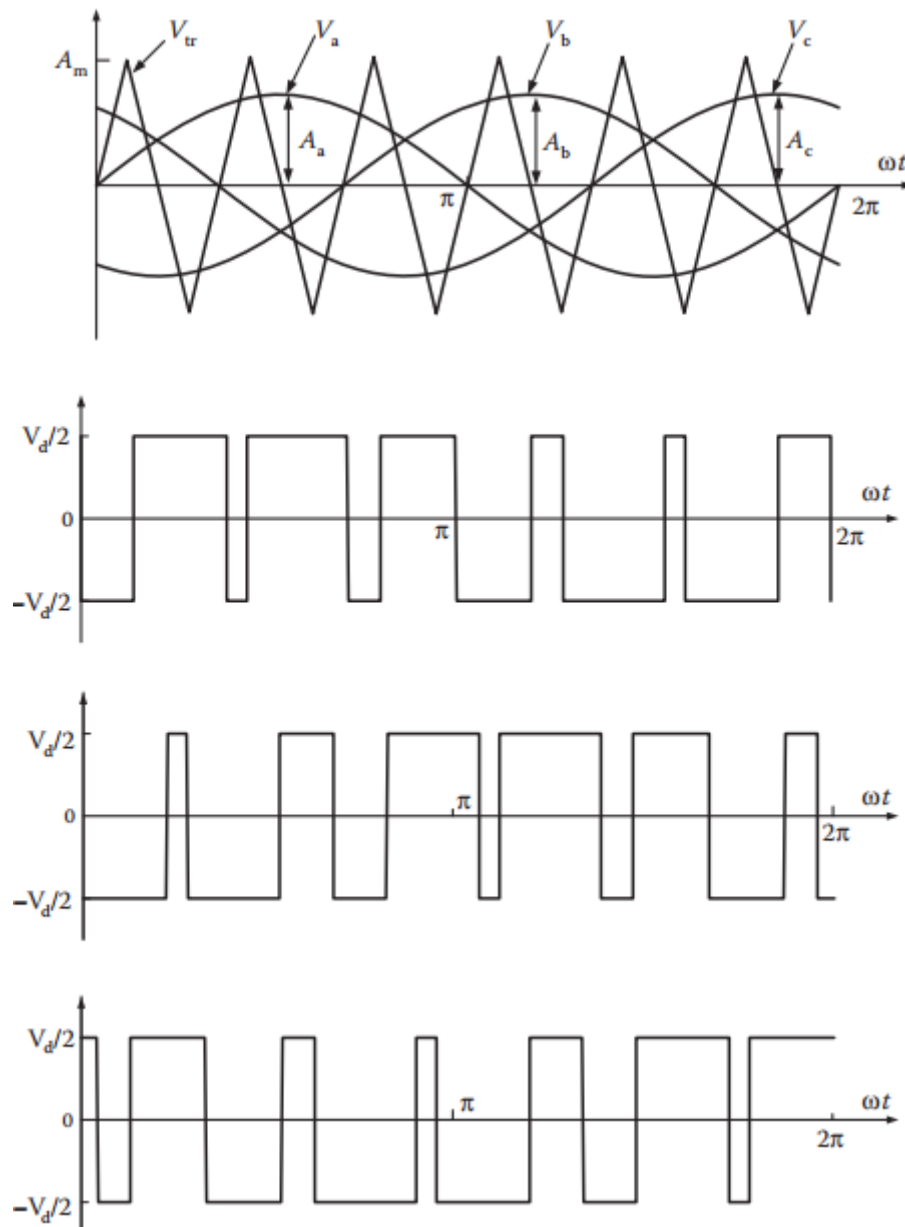 V_tr V_a V_b V_c
A_m
A_a A_b A_c
ωt
π 2π
V_d/2
ωt
0
π 2π
–V_d/2
V_d/2
π ωt
0
2π
–V_d/2
V_d/2
π ωt
0
2π
–V_d/2